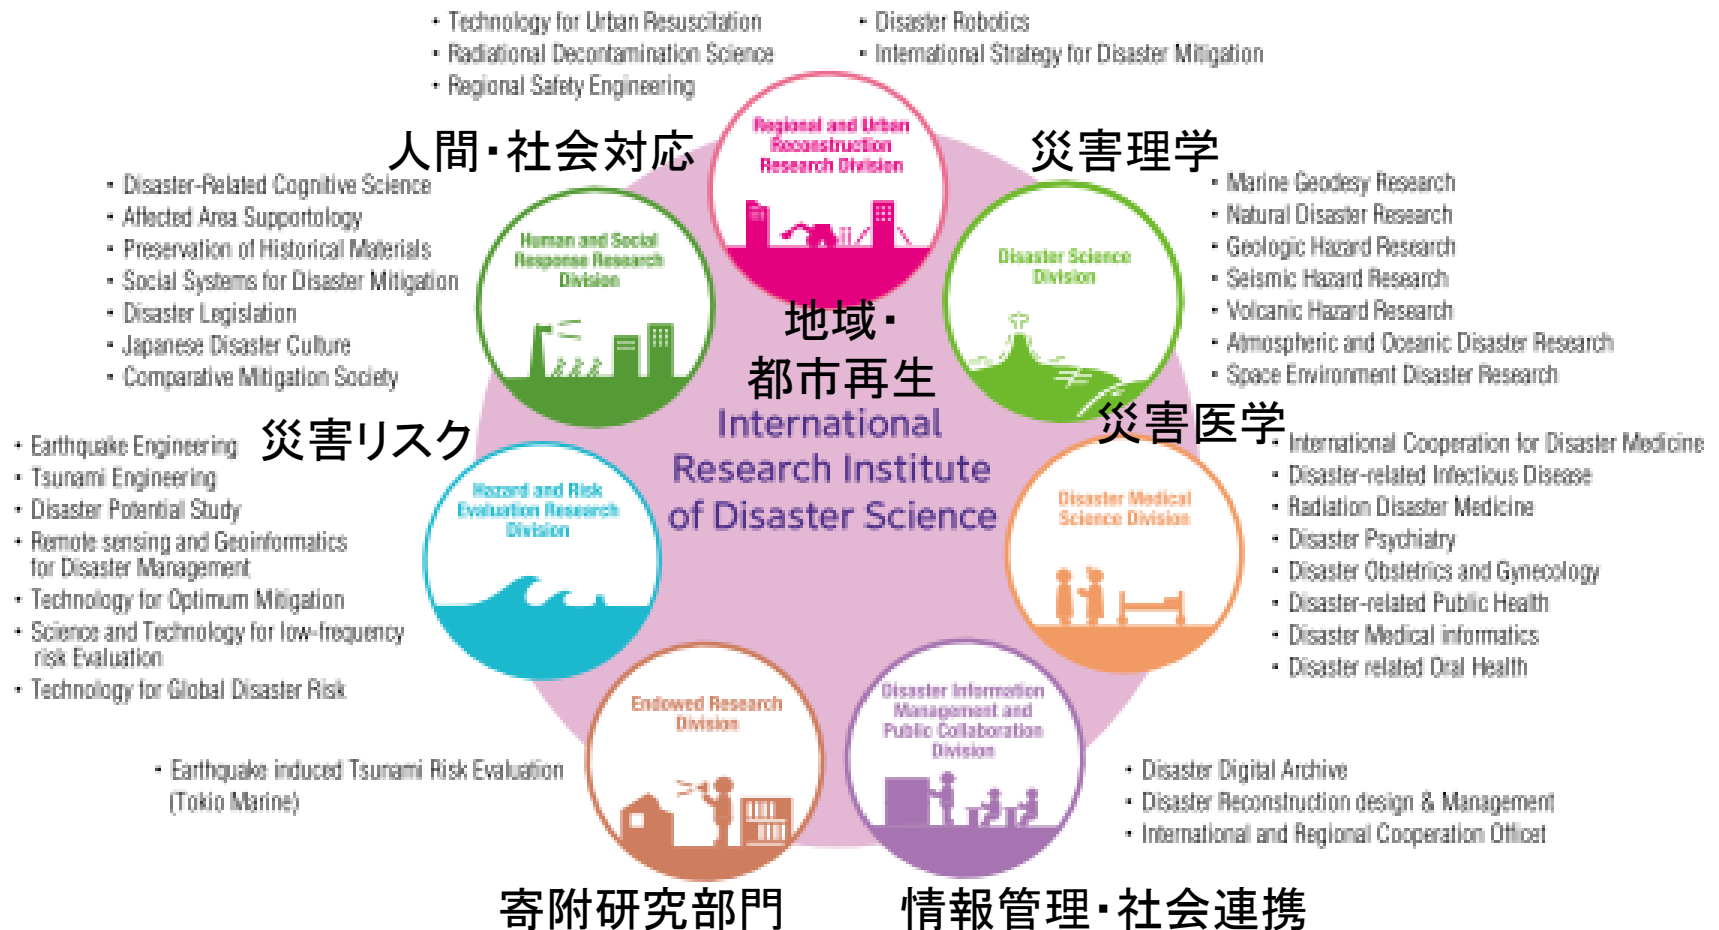 • Technology for Urban Resuscitation
• Radiational Decontamination Science
• Regional Safety Engineering
• Disaster Robotics
• International Strategy for Disaster Mitigation
Regional and Urban
Reconstruction
Research Division
地域・
都市再生
人間・社会対応
• Disaster-Related Cognitive Science
• Affected Area Supportology
• Preservation of Historical Materials
• Social Systems for Disaster Mitigation
• Disaster Legislation
• Japanese Disaster Culture
• Comparative Mitigation Society
Human and Social
Response Research
Division
災害理学
Disaster Science
Division
• Marine Geodesy Research
• Natural Disaster Research
• Geologic Hazard Research
• Seismic Hazard Research
• Volcanic Hazard Research
• Atmospheric and Oceanic Disaster Research
• Space Environment Disaster Research
International
Research Institute
of Disaster Science
災害リスク
• Earthquake Engineering
• Tsunami Engineering
• Disaster Potential Study
• Remote sensing and Geoinformatics
for Disaster Management
• Technology for Optimum Mitigation
• Science and Technology for low-frequency
risk Evaluation
• Technology for Global Disaster Risk
Hazard and Risk
Evaluation Research
Division
災害医学
Disaster Medical
Science Division
• International Cooperation for Disaster Medicine
• Disaster-related Infectious Disease
• Radiation Disaster Medicine
• Disaster Psychiatry
• Disaster Obstetrics and Gynecology
• Disaster-related Public Health
• Disaster Medical informatics
• Disaster related Oral Health
Endowed Research
Division
• Earthquake induced Tsunami Risk Evaluation
(Tokio Marine)
寄附研究部門
Disaster Information
Management and
Public Collaboration
Division
• Disaster Digital Archive
• Disaster Reconstruction design & Management
• International and Regional Cooperation Officet
情報管理・社会連携